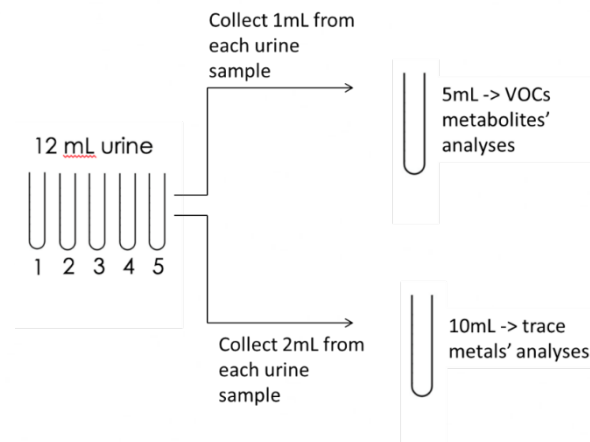 Collect 1mL from
each urine
sample
5mL -> VOCs
metabolites’
analyses
12 mL urine
1 2 3 4 5
10mL -> trace
metals’ analyses
Collect 2mL from
each urine
sample